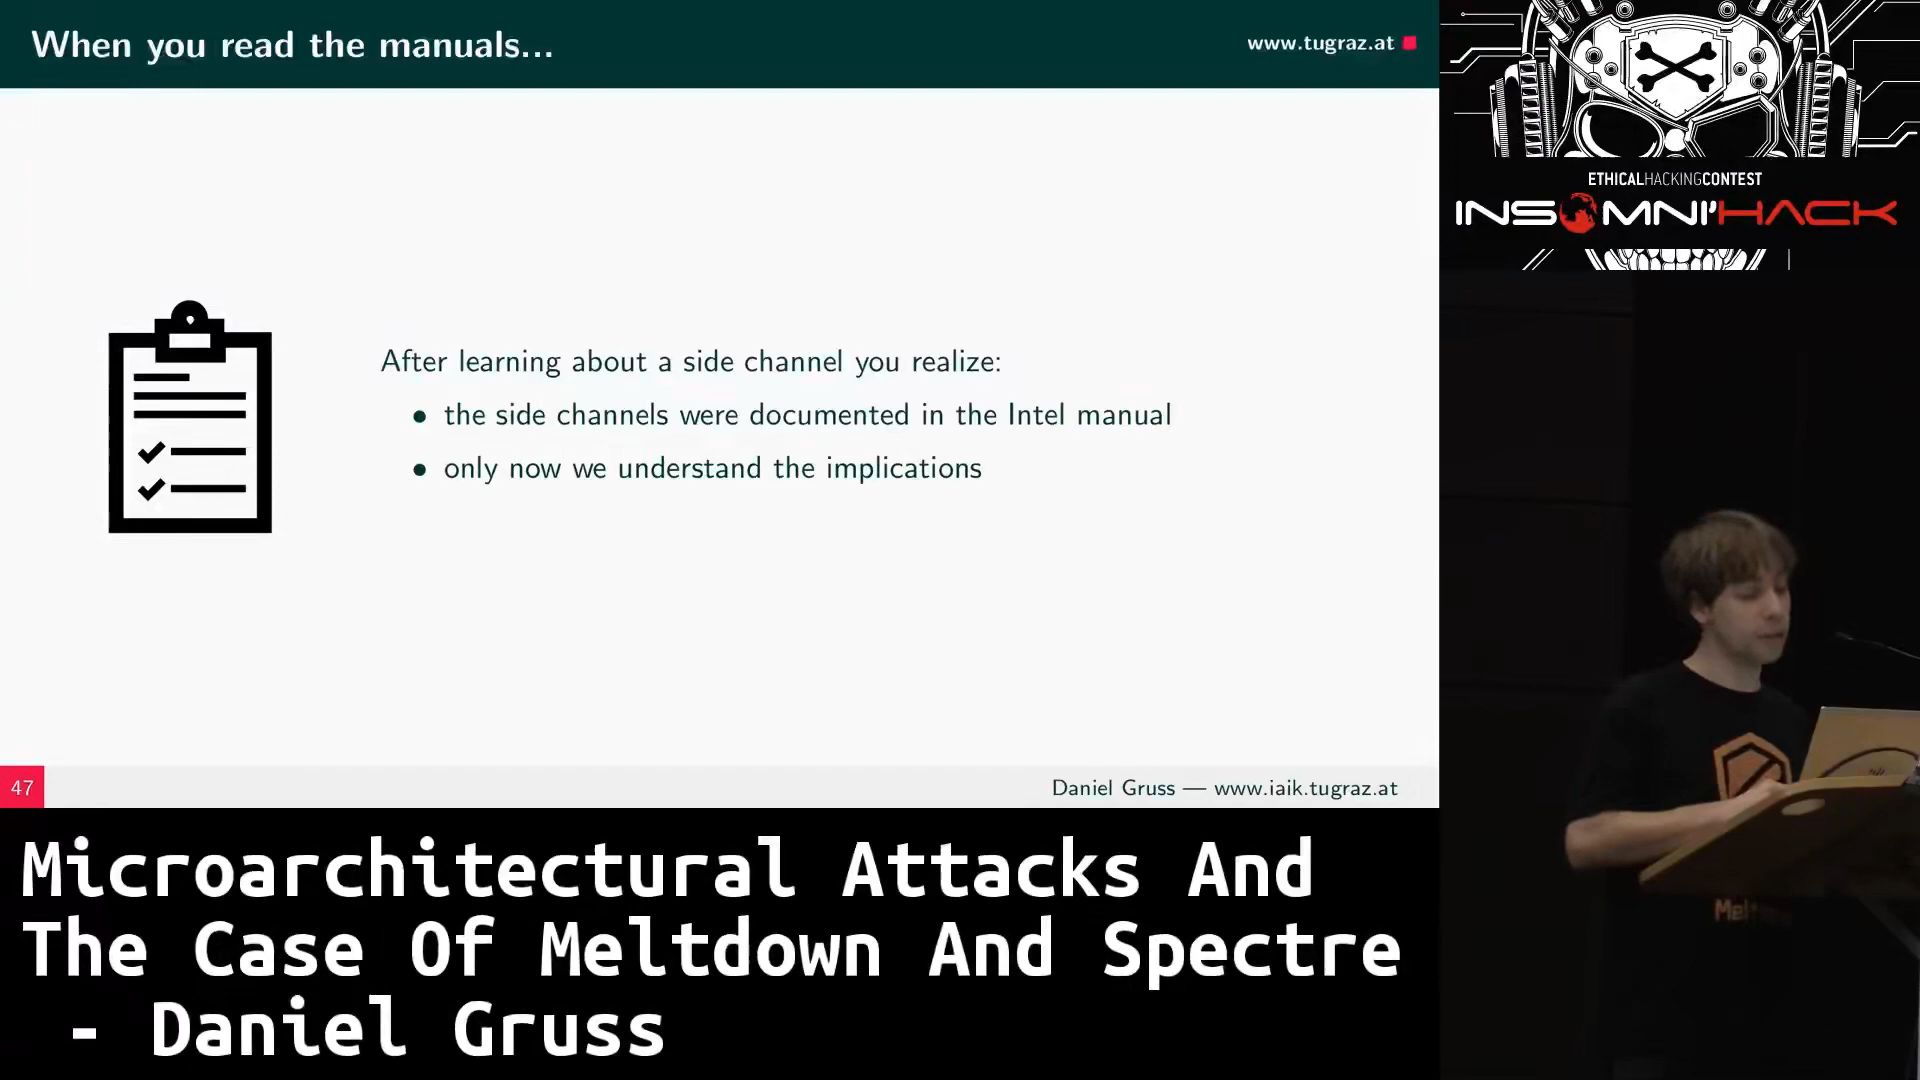 When you read the manuals...
www.tugraz.at
ETHICALHACKINGCONTEST
INSOMNI'HACK
After learning about a side channel you realize:
• the side channels were documented in the Intel manual
• only now we understand the implications
47
Daniel Gruss — www.iaik.tugraz.at
Microarchitectural Attacks And
The Case Of Meltdown And Spectre
- Daniel Gruss